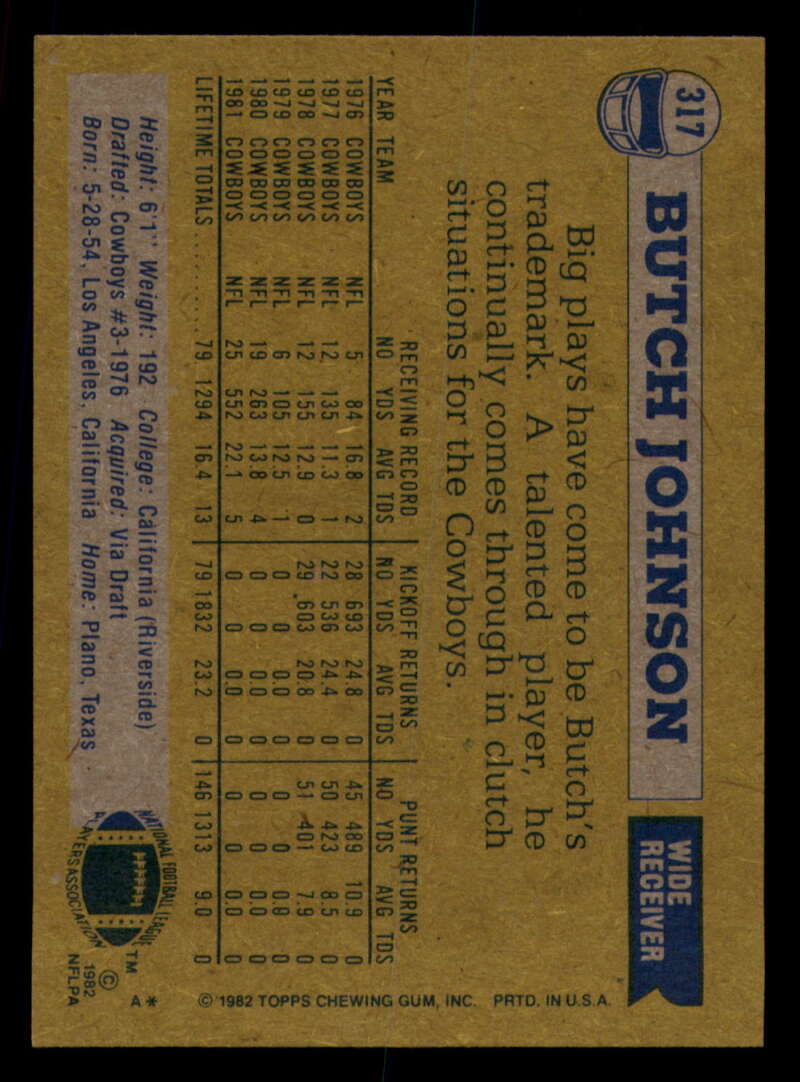 317
BUTCH JOHNSON
WIDE
RECEIVER
Big plays have come to be Butch's
trademark. A talented player, he
continually comes through in clutch
situations for the Cowboys.
RECEIVING RECORD KICKOFF RETURNS PUNT RETURNS
YEAR TEAM NO YDS AVG TDS NO YDS AVG TDS NO YDS AVG TDS
1976 COWBOYS NFL 5 84 16.8 2 28 693 24.8 0 45 489 10.9 0
1977 COWBOYS NFL 12 135 11.3 1 22 536 24.4 0 50 423 8.5 0
1978 COWBOYS NFL 12 155 12.9 0 29 603 20.8 0 51 401 7.9 0
1979 COWBOYS NFL 6 105 12.5 1 0 0 0.0 0 0 0 0.8 0
1980 COWBOYS NFL 19 263 13.8 4 0 0 0.0 0 0 0 0.0 0
1981 COWBOYS NFL 25 552 22.1 5 0 0 0.0 0 0 0 0.0 0
LIFETIME TOTALS ........ 79 1294 16.4 13 79 1832 23.2 0 146 1313 9.0 0
Height: 6'1" Weight: 192 College: California (Riverside)
Drafted: Cowboys #3-1976 Acquired: Via Draft
Born: 5-28-54, Los Angeles, California Home: Plano, Texas
NATIONAL FOOTBALL LEAGUE
PLAYERS ASSOCIATION
TM
© 1982
NFLPA
A*
© 1982 TOPPS CHEWING GUM, INC. PRTD. IN U.S.A.